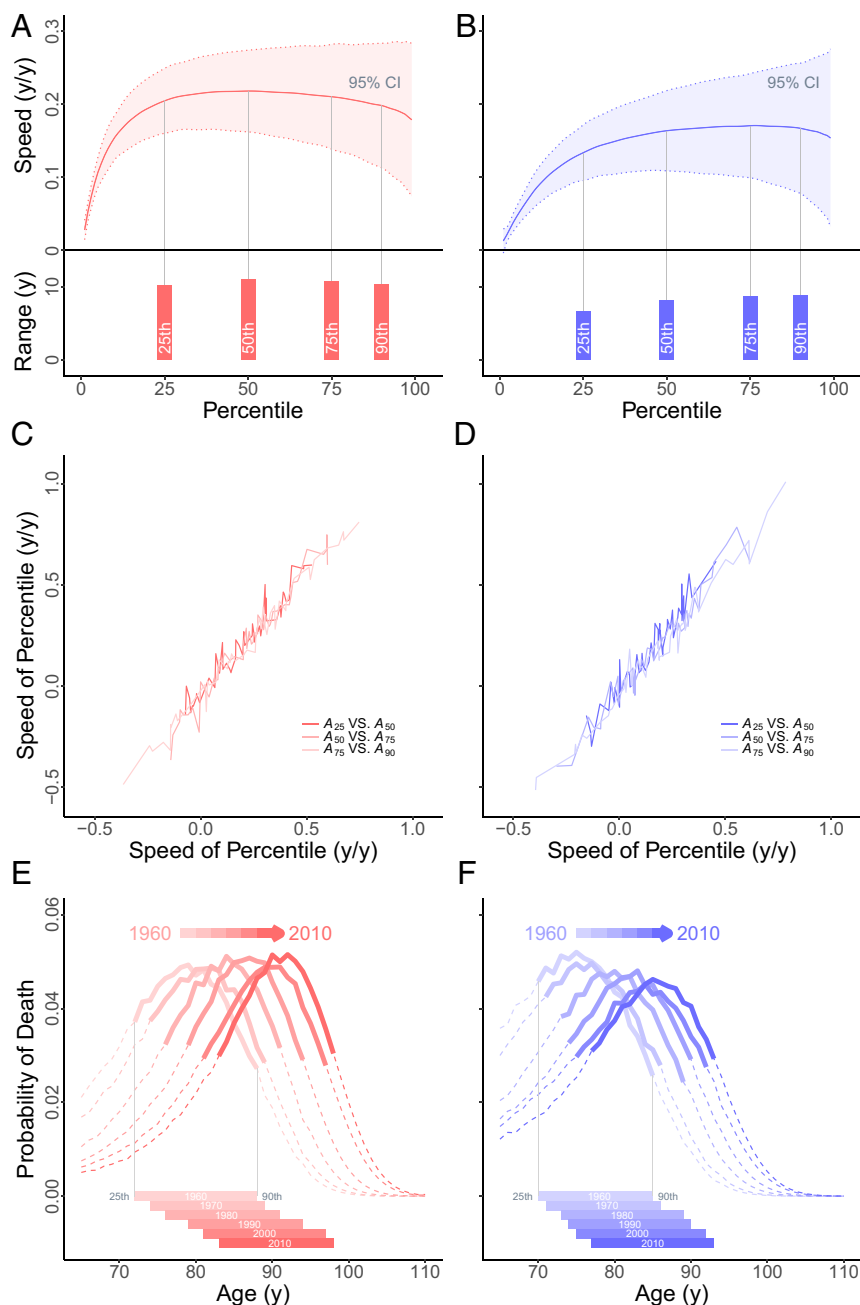 A
B
Speed (y/y)
0.3
0.2
0.1
0
95% CI
95% CI
Range (y)
10
0
25th
50th
75th
90th
25th
50th
75th
90th
0
25
50
75
100
0
25
50
75
100
Percentile
Percentile
C
D
Speed of Percentile (y/y)
1.0
0.5
0.0
−0.5
A25 VS. A50
A50 VS. A75
A75 VS. A90
A25 VS. A50
A50 VS. A75
A75 VS. A90
−0.5
0.0
0.5
1.0
−0.5
0.0
0.5
1.0
Speed of Percentile (y/y)
Speed of Percentile (y/y)
E
F
Probability of Death
0.06
0.04
0.02
0.00
1960
2010
1960
2010
25th
1960
90th
1970
1980
1990
2000
2010
25th
1960
90th
1970
1980
1990
2000
2010
70
80
90
100
110
70
80
90
100
110
Age (y)
Age (y)